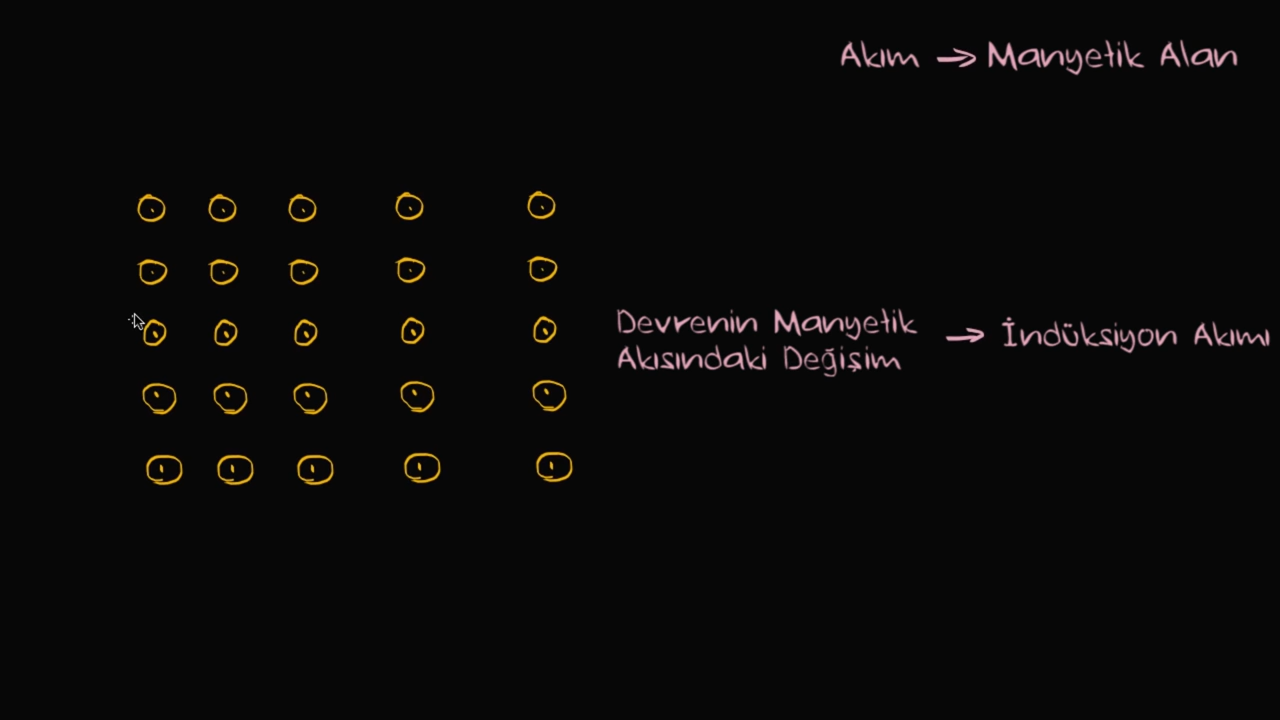 Akım → Manyetik Alan
Devrenin Manyetik
Akısındaki Değişim → İndüksiyon Akımı